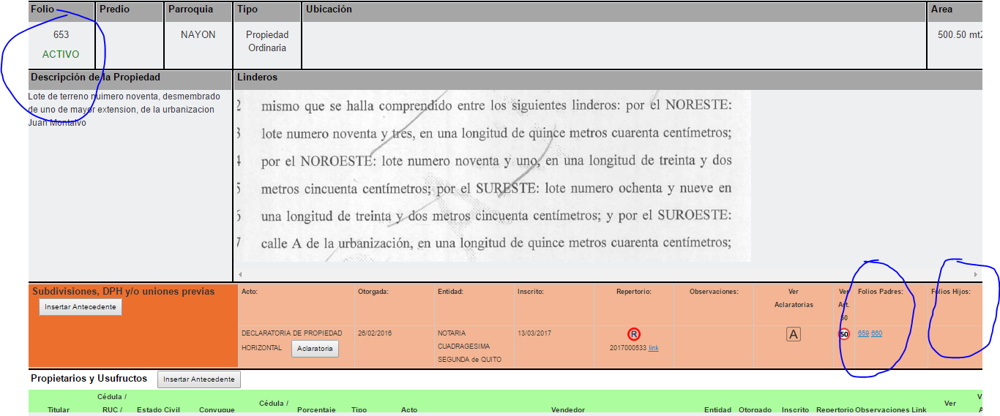 Folio Predio Parroquia Tipo Ubicación Area
653 NAYON Propiedad 500.50 mt2
ACTIVO Ordinaria
Descripción de la Propiedad Linderos
Lote de terreno nuimero noventa, desmembrado
de uno de mayor extension, de la urbanizacion
Juan Montalvo
2 mismo que se halla comprendido entre los siguientes linderos: por el NORESTE:
3 lote numero noventa y tres, en una longitud de quince metros cuarenta centímetros;
4 por el NOROESTE: lote numero noventa y uno, en una longitud de treinta y dos
5 metros cincuenta centímetros; por el SURESTE: lote numero ochenta y nueve en
6 una longitud de treinta y dos metros cincuenta centímetros; y por el SUROESTE:
7 calle A de la urbanización, en una longitud de quince metros cuarenta centímetros;
Subdivisiones, DPH y/o uniones previas Acto: Otorgada: Entidad: Inscrito: Repertorio: Observaciones: Ver Ver Folios Padres: Folios Hijos:
Insertar Antecedente Aclaratorias Art.
50
DECLARATORIA DE PROPIEDAD 26/02/2016 NOTARIA 13/03/2017 R A 50 659 660
HORIZONTAL Aclaratoria CUADRAGESIMA 2017000533 link
SEGUNDA de QUITO
Propietarios y Usufructos Insertar Antecedente
Cédula / V
Titular RUC / Estado Civil Conyugue Cédula / Porcentaje Tipo Acto Vendedor Entidad Otorgado Inscrito Repertorio Observaciones Link Ver A